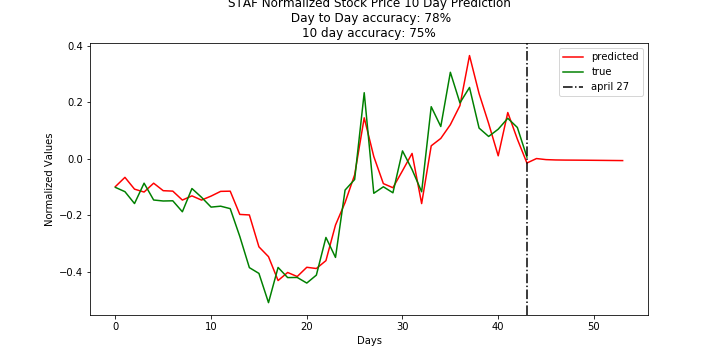 STAF Normalized Stock Price 10 Day Prediction
Day to Day accuracy: 78%
10 day accuracy: 75%
0.4
0.2
0.0
−0.2
−0.4
Normalized Values
0
10
20
30
40
50
Days
predicted
true
april 27